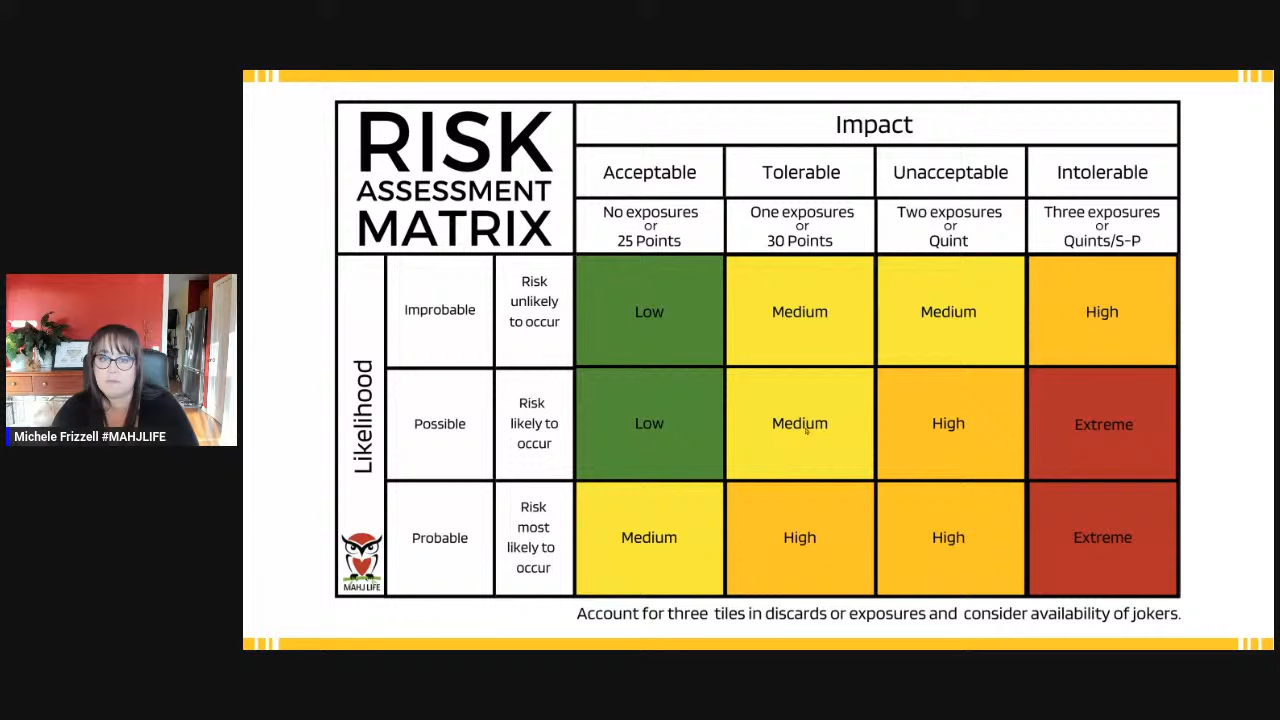 RISK
ASSESSMENT
MATRIX
Impact
Acceptable
Tolerable
Unacceptable
Intolerable
No exposures
or
25 Points
One exposures
or
30 Points
Two exposures
or
Quint
Three exposures
or
Quints/S-P
Likelihood
Improbable
Risk
unlikely
to occur
Low
Medium
Medium
High
Possible
Risk
likely to
occur
Low
Medium
High
Extreme
Probable
Risk
most
likely to
occur
Medium
High
High
Extreme
MAHJ LIFE
Account for three tiles in discards or exposures and consider availability of jokers.
Michele Frizzell #MAHJLIFE